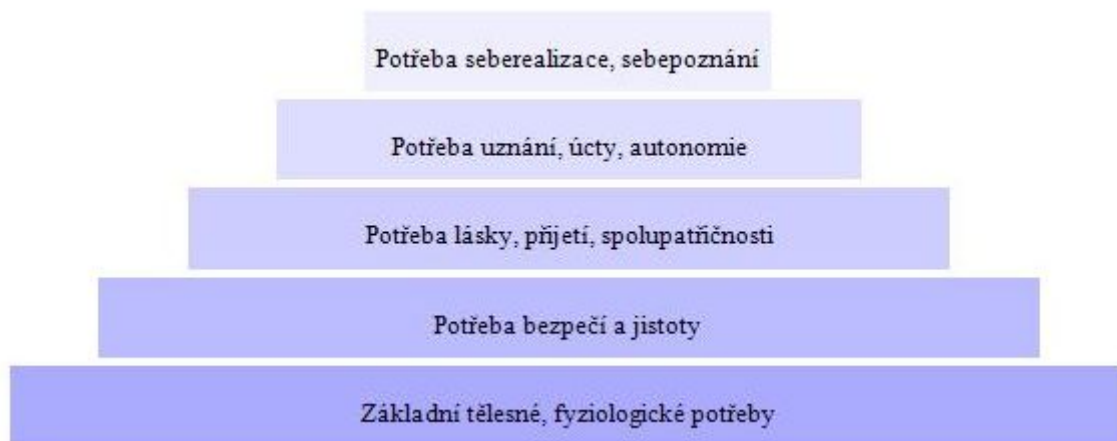 Potřeba seberealizace, sebepoznání
Potřeba uznání, úcty, autonomie
Potřeba lásky, přijetí, spolupatřičnosti
Potřeba bezpečí a jistoty
Základní tělesné, fyziologické potřeby